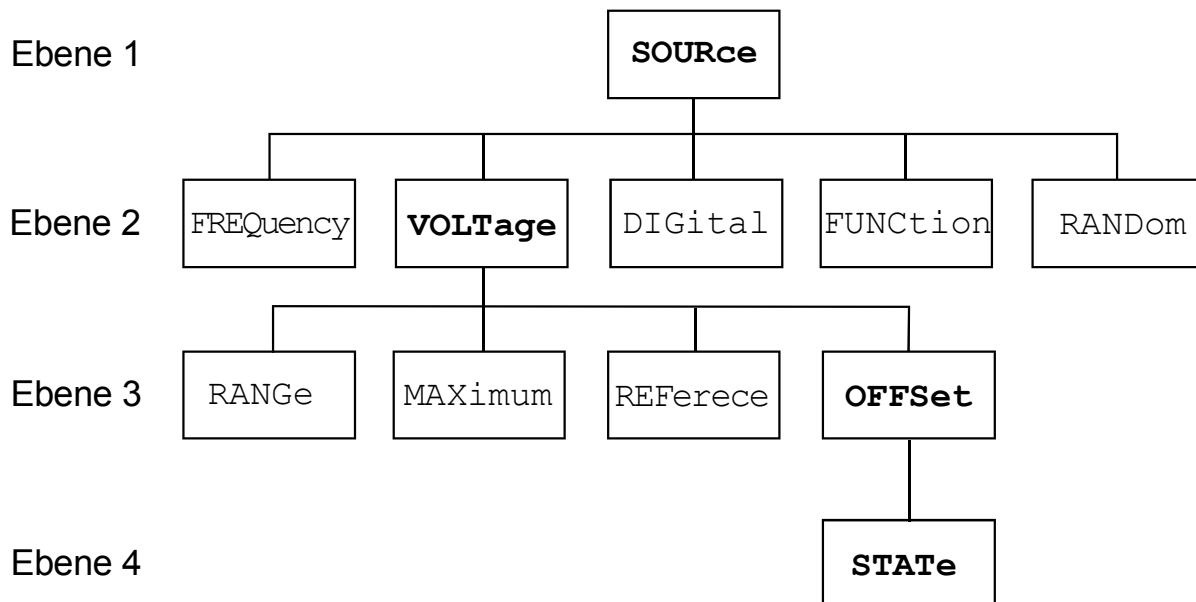 Ebene 1
SOURce
Ebene 2
FREQuency
VOLTage
DIGital
FUNCtion
RANDom
Ebene 3
RANGe
MAXimum
REFerece
OFFSet
Ebene 4
STATe